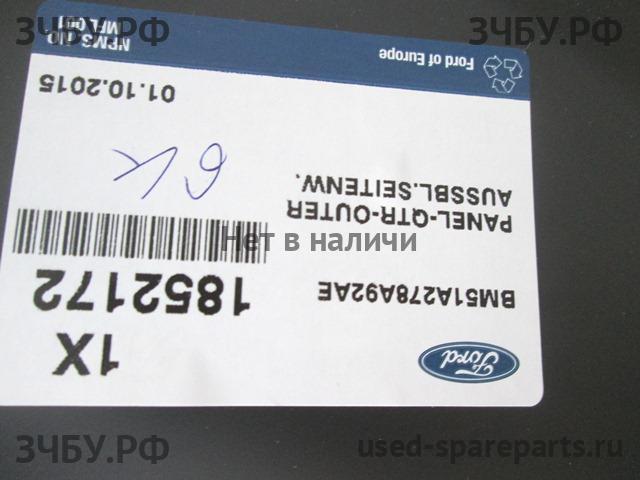 Ford
1X
BM51A278A92AE
1852172
PANEL-QTR-OUTER
AUSSBL.SEITENW.
01.10.2015
Ford of Europe
ЗЧБУ.РФ
ЗЧБУ.РФ
Нет в наличи
ЗЧБУ.РФ
used-spareparts.ru